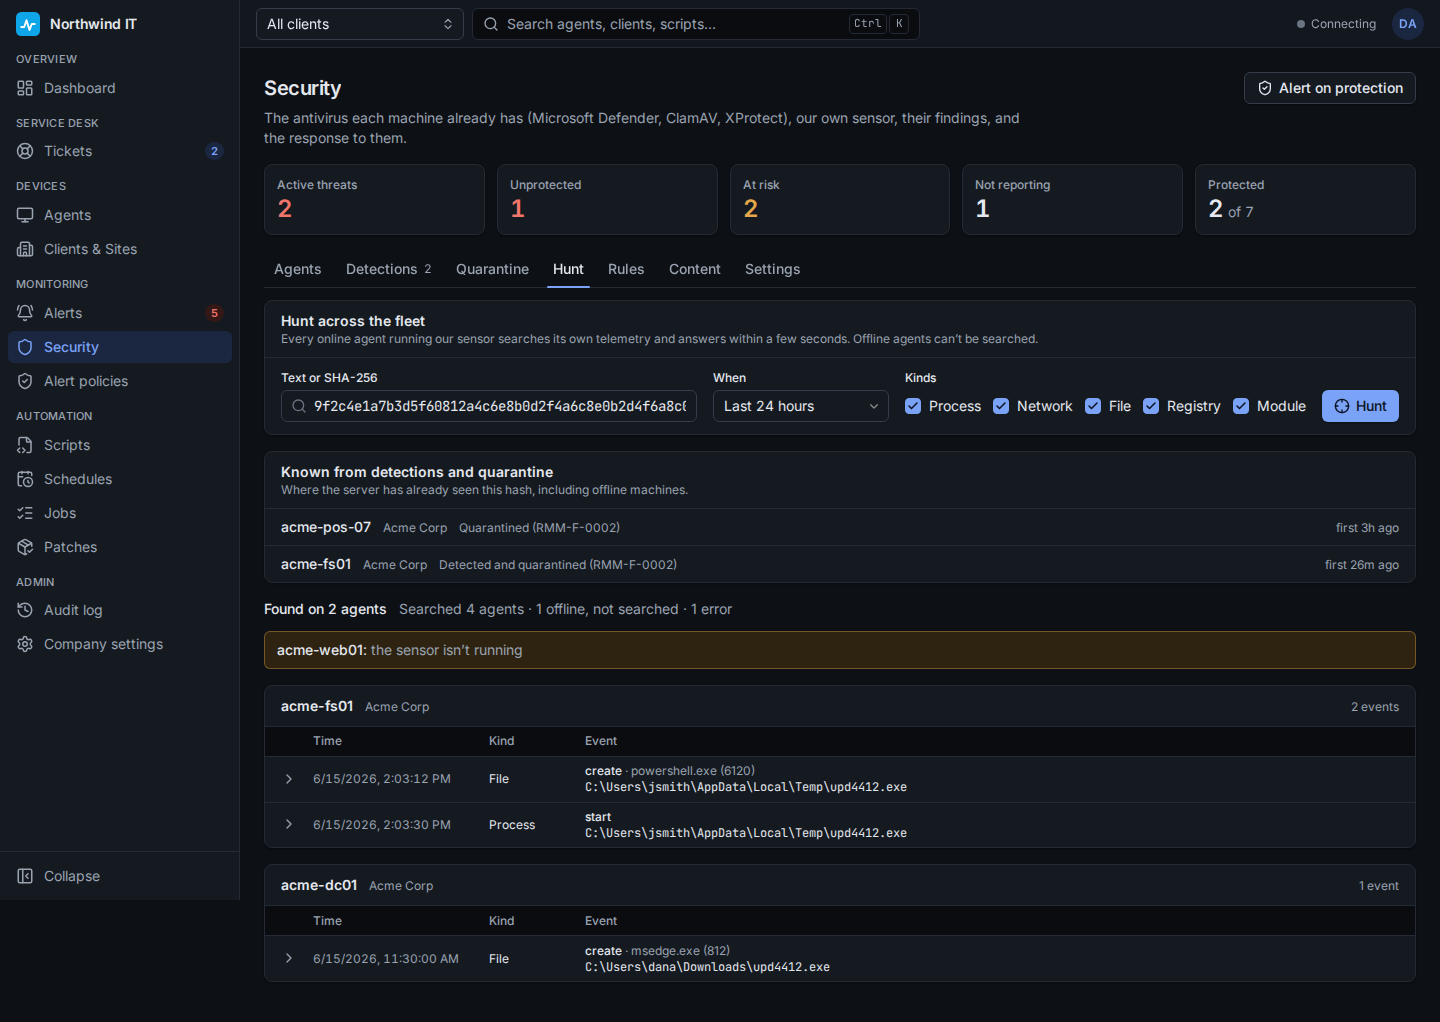 Northwind IT
All clients
Search agents, clients, scripts...
Ctrl K
Connecting
DA
OVERVIEW
Dashboard
SERVICE DESK
Tickets 2
DEVICES
Agents
Clients & Sites
MONITORING
Alerts 5
Security
Alert policies
AUTOMATION
Scripts
Schedules
Jobs
Patches
ADMIN
Audit log
Company settings
Collapse
Security
Alert on protection
The antivirus each machine already has (Microsoft Defender, ClamAV, XProtect), our own sensor, their findings, and
the response to them.
Active threats
2
Unprotected
1
At risk
2
Not reporting
1
Protected
2 of 7
Agents Detections 2 Quarantine Hunt Rules Content Settings
Hunt across the fleet
Every online agent running our sensor searches its own telemetry and answers within a few seconds. Offline agents can't be searched.
Text or SHA-256
When
Kinds
9f2c4e1a7b3d5f60812a4c6e8b0d2f4a6c8e0b2d4f6a8c0
Last 24 hours
Process Network File Registry Module
Hunt
Known from detections and quarantine
Where the server has already seen this hash, including offline machines.
acme-pos-07 Acme Corp Quarantined (RMM-F-0002) first 3h ago
acme-fs01 Acme Corp Detected and quarantined (RMM-F-0002) first 26m ago
Found on 2 agents Searched 4 agents · 1 offline, not searched · 1 error
acme-web01: the sensor isn't running
acme-fs01 Acme Corp 2 events
Time Kind Event
6/15/2026, 2:03:12 PM File create · powershell.exe (6120)
C:\Users\jsmith\AppData\Local\Temp\upd4412.exe
6/15/2026, 2:03:30 PM Process start
C:\Users\jsmith\AppData\Local\Temp\upd4412.exe
acme-dc01 Acme Corp 1 event
Time Kind Event
6/15/2026, 11:30:00 AM File create · msedge.exe (812)
C:\Users\dana\Downloads\upd4412.exe